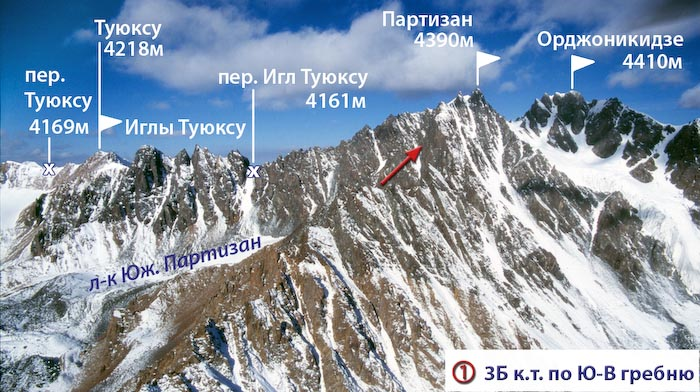 Туюксу
4218м
пер.
Туюксу
4169м
х
Иглы Туюксу
пер. Игл Туюксу
4161м
х
Партизан
4390м
Орджоникидзе
4410м
л-к Юж. Партизан
1 3Б к.т. по Ю-В гребню